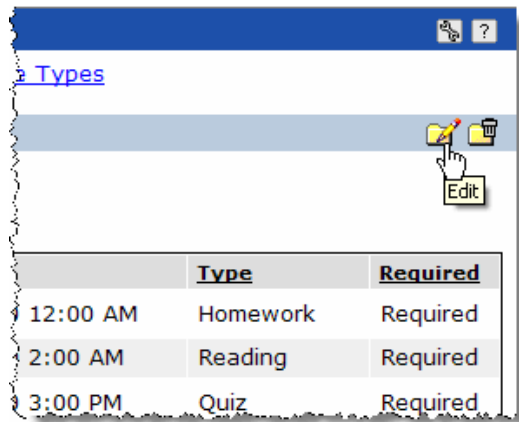 ?
e Types
Edit
Type Required
12:00 AM Homework Required
2:00 AM Reading Required
3:00 PM Quiz Required